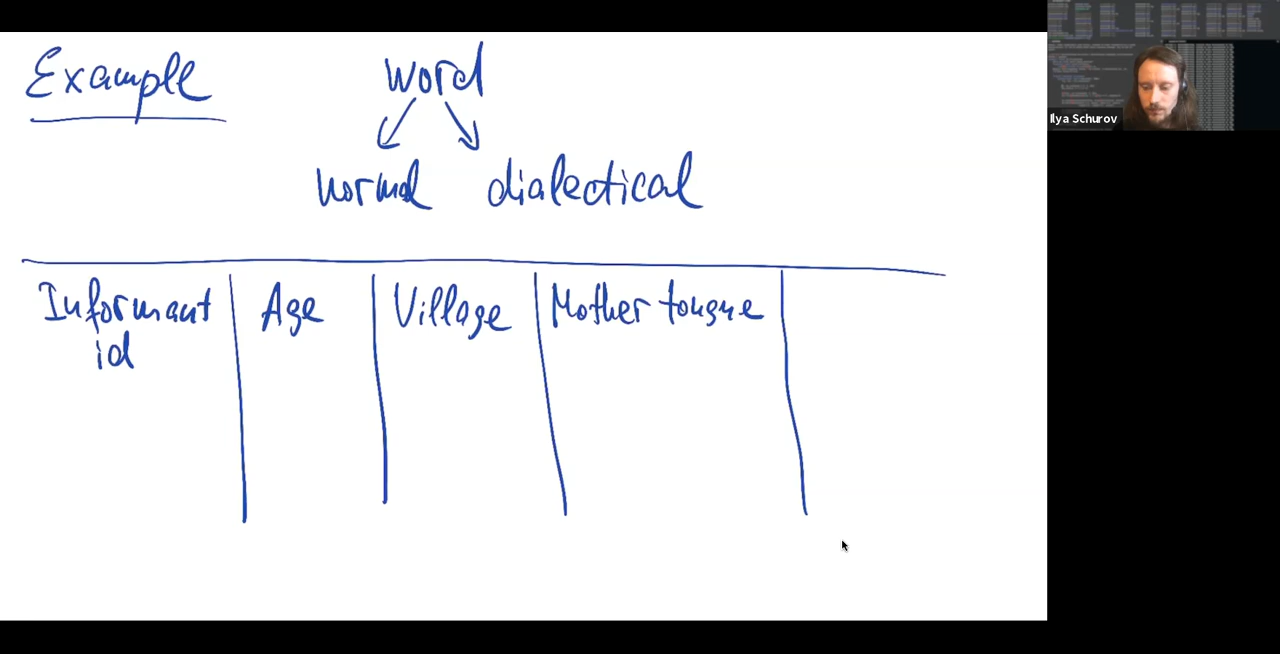 Example
word
normal dialectical
Informant Age Village Mother tongue
id
Ilya Schurov